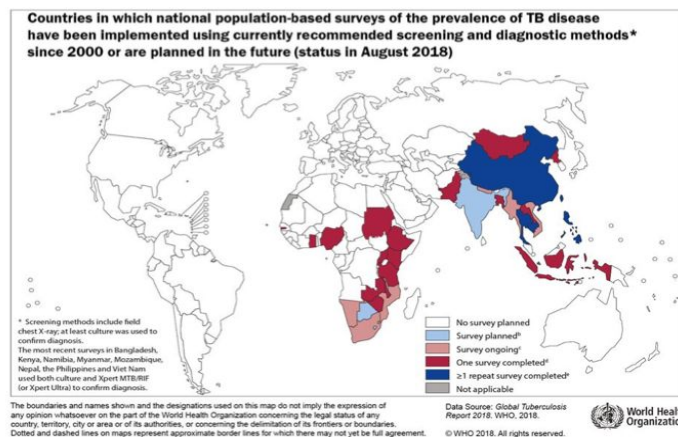 Countries in which national population-based surveys of the prevalence of TB disease
have been implemented using currently recommended screening and diagnostic methods*
since 2000 or are planned in the future (status in August 2018)
* Screening methods include field
chest X-ray; at least culture was used to
confirm diagnosis.
The most recent surveys in Bangladesh,
Kenya, Namibia, Myanmar, Mozambique,
Nepal, the Philippines and Viet Nam
used both culture and Xpert MTB/RIF
(or Xpert Ultra) to confirm diagnosis.
No survey planned
Survey plannedᵇ
Survey ongoingᶜ
One survey completedᵈ
≥1 repeat survey completedᵉ
Not applicable
The boundaries and names shown and the designations used on this map do not imply the expression of
any opinion whatsoever on the part of the World Health Organization concerning the legal status of any
country, territory, city or area or of its authorities, or concerning the delimitation of its frontiers or boundaries.
Dotted and dashed lines on maps represent approximate border lines for which there may not yet be full agreement.
Data Source: Global Tuberculosis
Report 2018. WHO, 2018.
© WHO 2018. All rights reserved.
World Heal
Organizatio